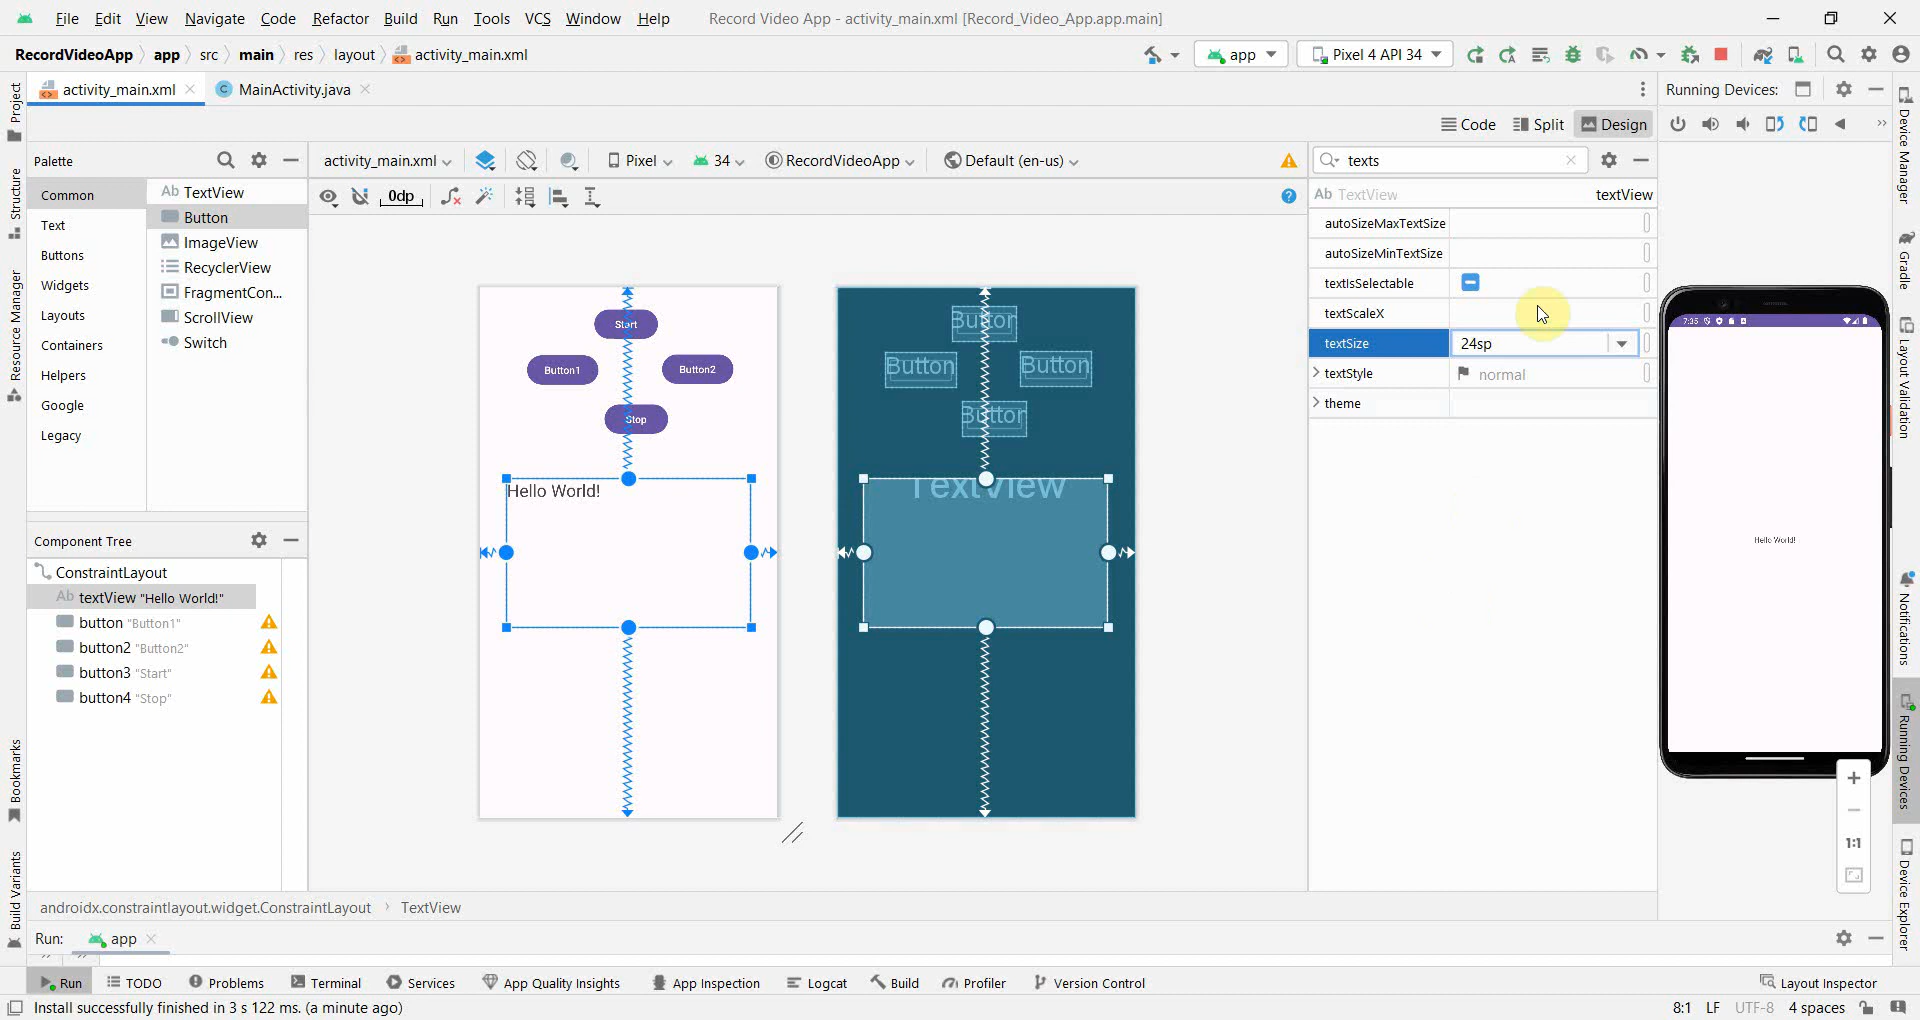 File Edit View Navigate Code Refactor Build Run Tools VCS Window Help Record Video App - activity_main.xml [Record_Video_App.app.main]
RecordVideoApp app src main res layout activity_main.xml app Pixel 4 API 34
activity_main.xml MainActivity.java Running Devices:
Code Split Design
Palette activity_main.xml Pixel 34 RecordVideoApp Default (en-us) texts
Common Ab TextView 0dp Ab TextView textView
Button
Text ImageView autoSizeMaxTextSize
Buttons RecyclerView autoSizeMinTextSize
Widgets FragmentCon... textIsSelectable
Layouts ScrollView textScaleX
Containers Switch textSize 24sp
Helpers textStyle normal
Google theme
Legacy
Start Button
Button1 Button2 Button Button
Stop Button
Hello World! TextView
7:35
Hello World!
Component Tree
ConstraintLayout
Ab textView "Hello World!"
button "Button1"
button2 "Button2"
button3 "Start"
button4 "Stop"
1:1
androidx.constraintlayout.widget.ConstraintLayout TextView
Run: app
Run TODO Problems Terminal Services App Quality Insights App Inspection Logcat Build Profiler Version Control Layout Inspector
Install successfully finished in 3 s 122 ms. (a minute ago) 8:1 LF UTF-8 4 spaces
Project
Structure
Resource Manager
Bookmarks
Build Variants
Device Manager
Gradle
Layout Validation
Notifications
Running Devices
Device Explorer